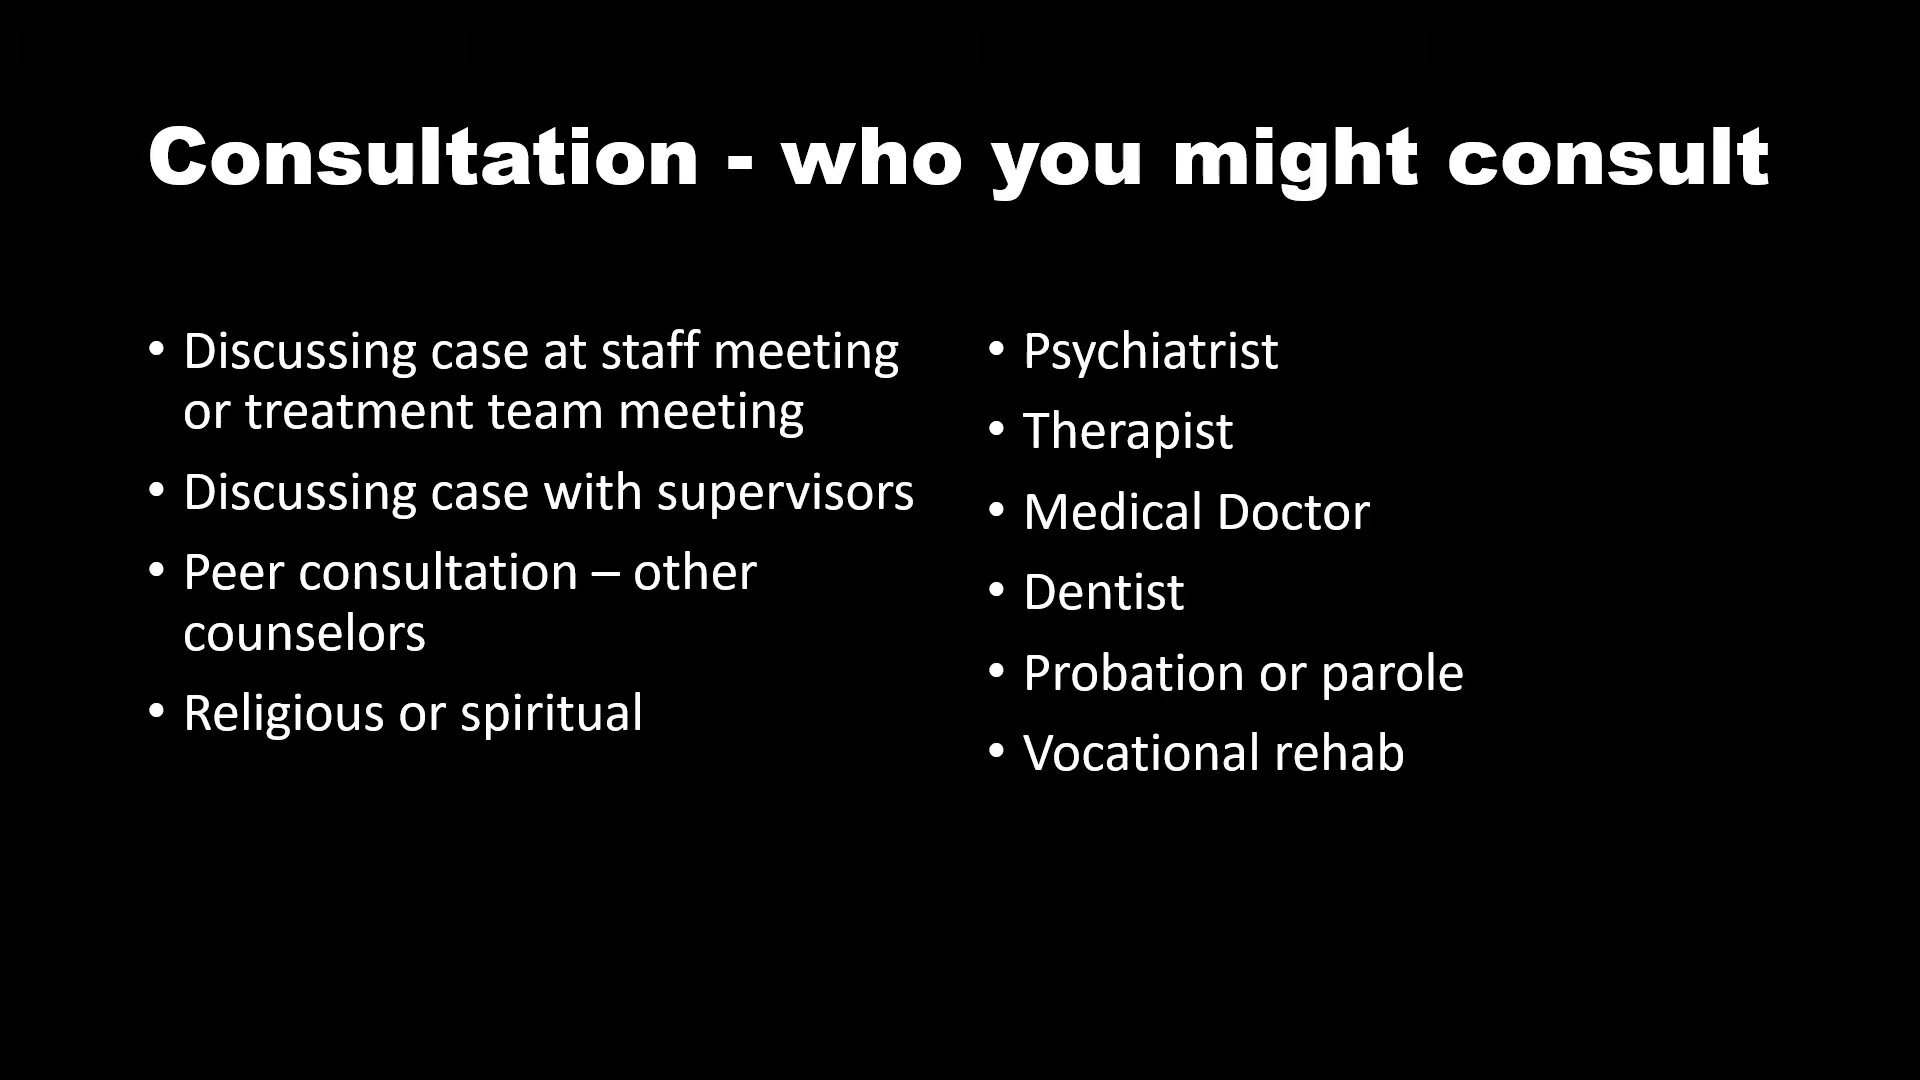 Consultation - who you might consult
• Discussing case at staff meeting
or treatment team meeting
• Discussing case with supervisors
• Peer consultation – other
counselors
• Religious or spiritual
• Psychiatrist
• Therapist
• Medical Doctor
• Dentist
• Probation or parole
• Vocational rehab